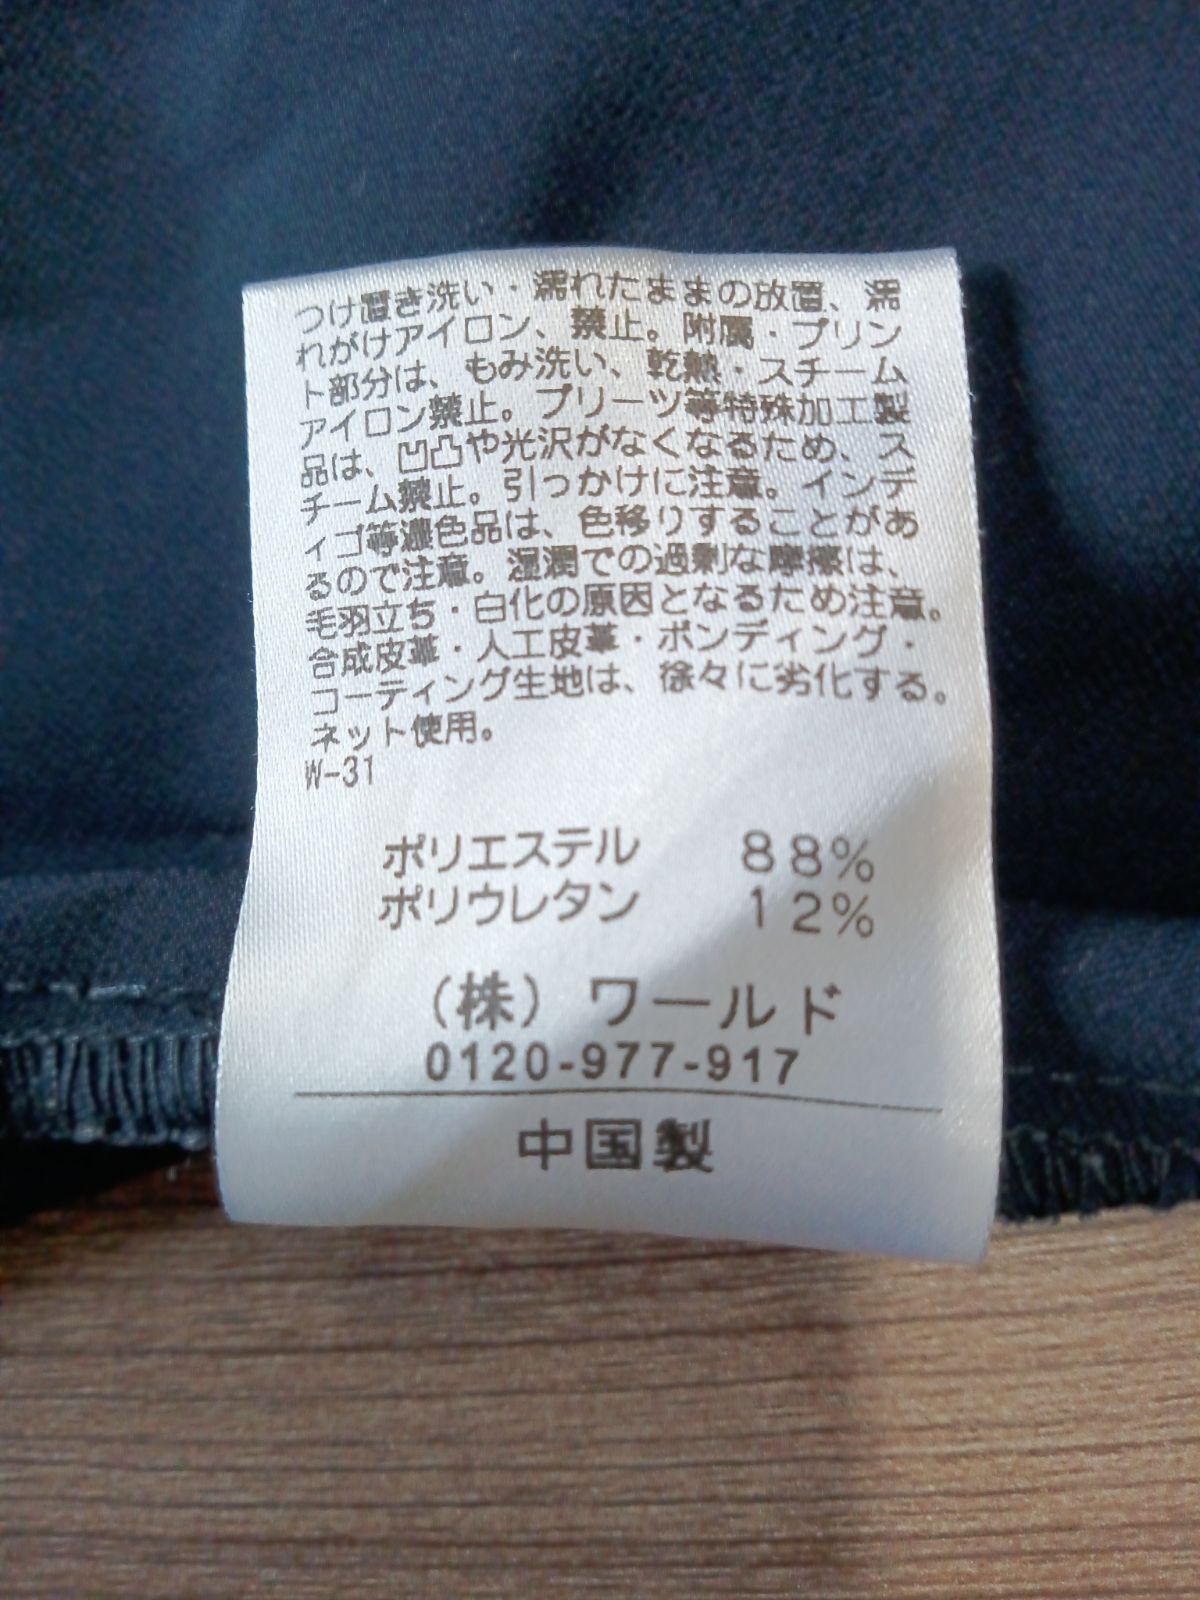 つけ置き洗い・濡れたままの放置、濡
れがけアイロン、禁止。附属・プリン
ト部分は、もみ洗い、乾熱・スチーム
アイロン禁止。プリーツ等特殊加工製
品は、凹凸や光沢がなくなるため、ス
チーム禁止。引っかけに注意。インデ
ィゴ等濃色品は、色移りすることがあ
るので注意。湿潤での過剰な摩擦は、
毛羽立ち・白化の原因となるため注意。
合成皮革・人工皮革・ボンディング・
コーティング生地は、徐々に劣化する。
ネット使用。
W-31
ポリエステル 88%
ポリウレタン 12%
(株) ワールド
0120-977-917
中国製